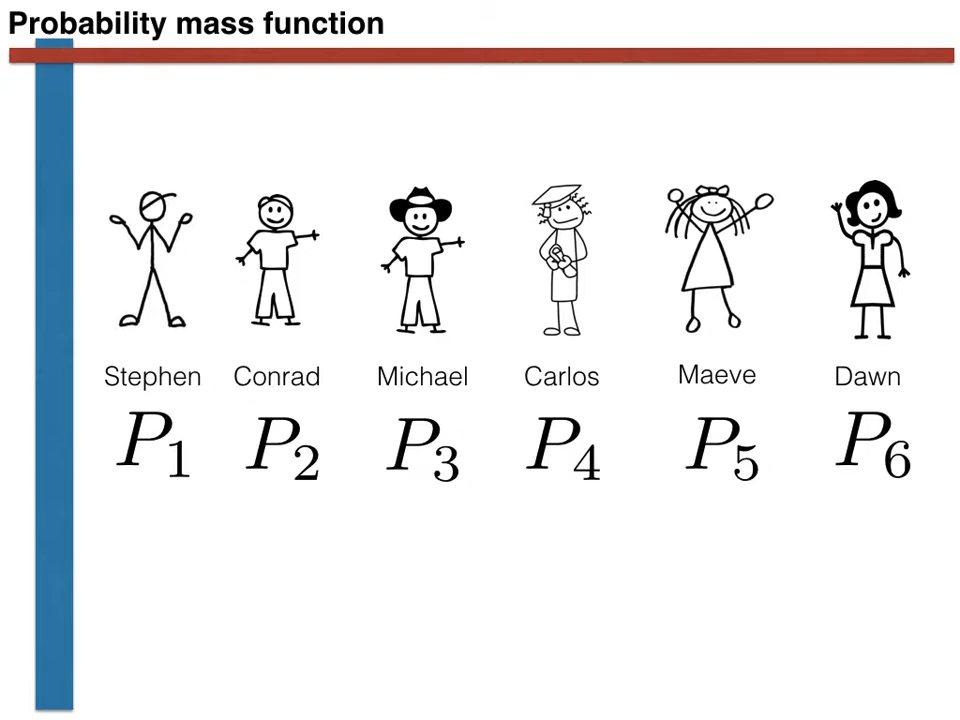 Probability mass function
Stephen Conrad Michael Carlos Maeve Dawn
P₁ P₂ P₃ P₄ P₅ P₆